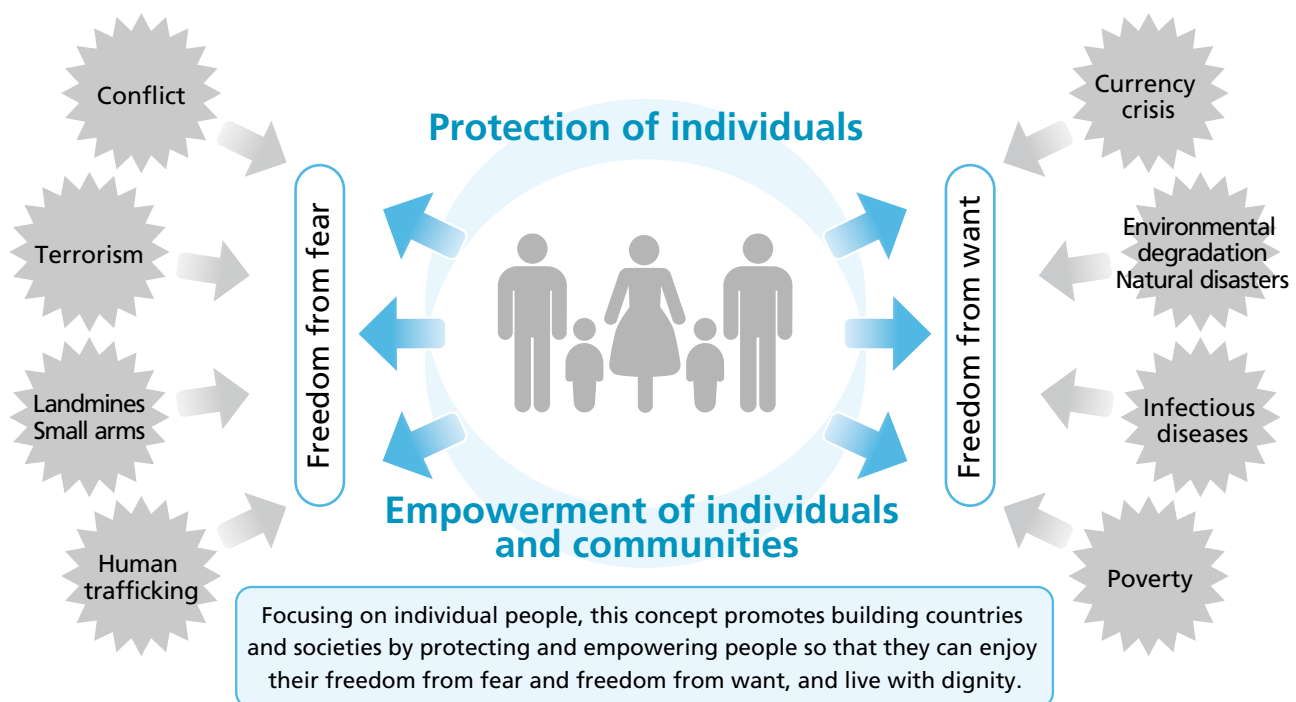 Conflict
Terrorism
Landmines
Small arms
Human
trafficking
Freedom from fear
Protection of individuals
Empowerment of individuals
and communities
Freedom from want
Currency
crisis
Environmental
degradation
Natural disasters
Infectious
diseases
Poverty
Focusing on individual people, this concept promotes building countries
and societies by protecting and empowering people so that they can enjoy
their freedom from fear and freedom from want, and live with dignity.